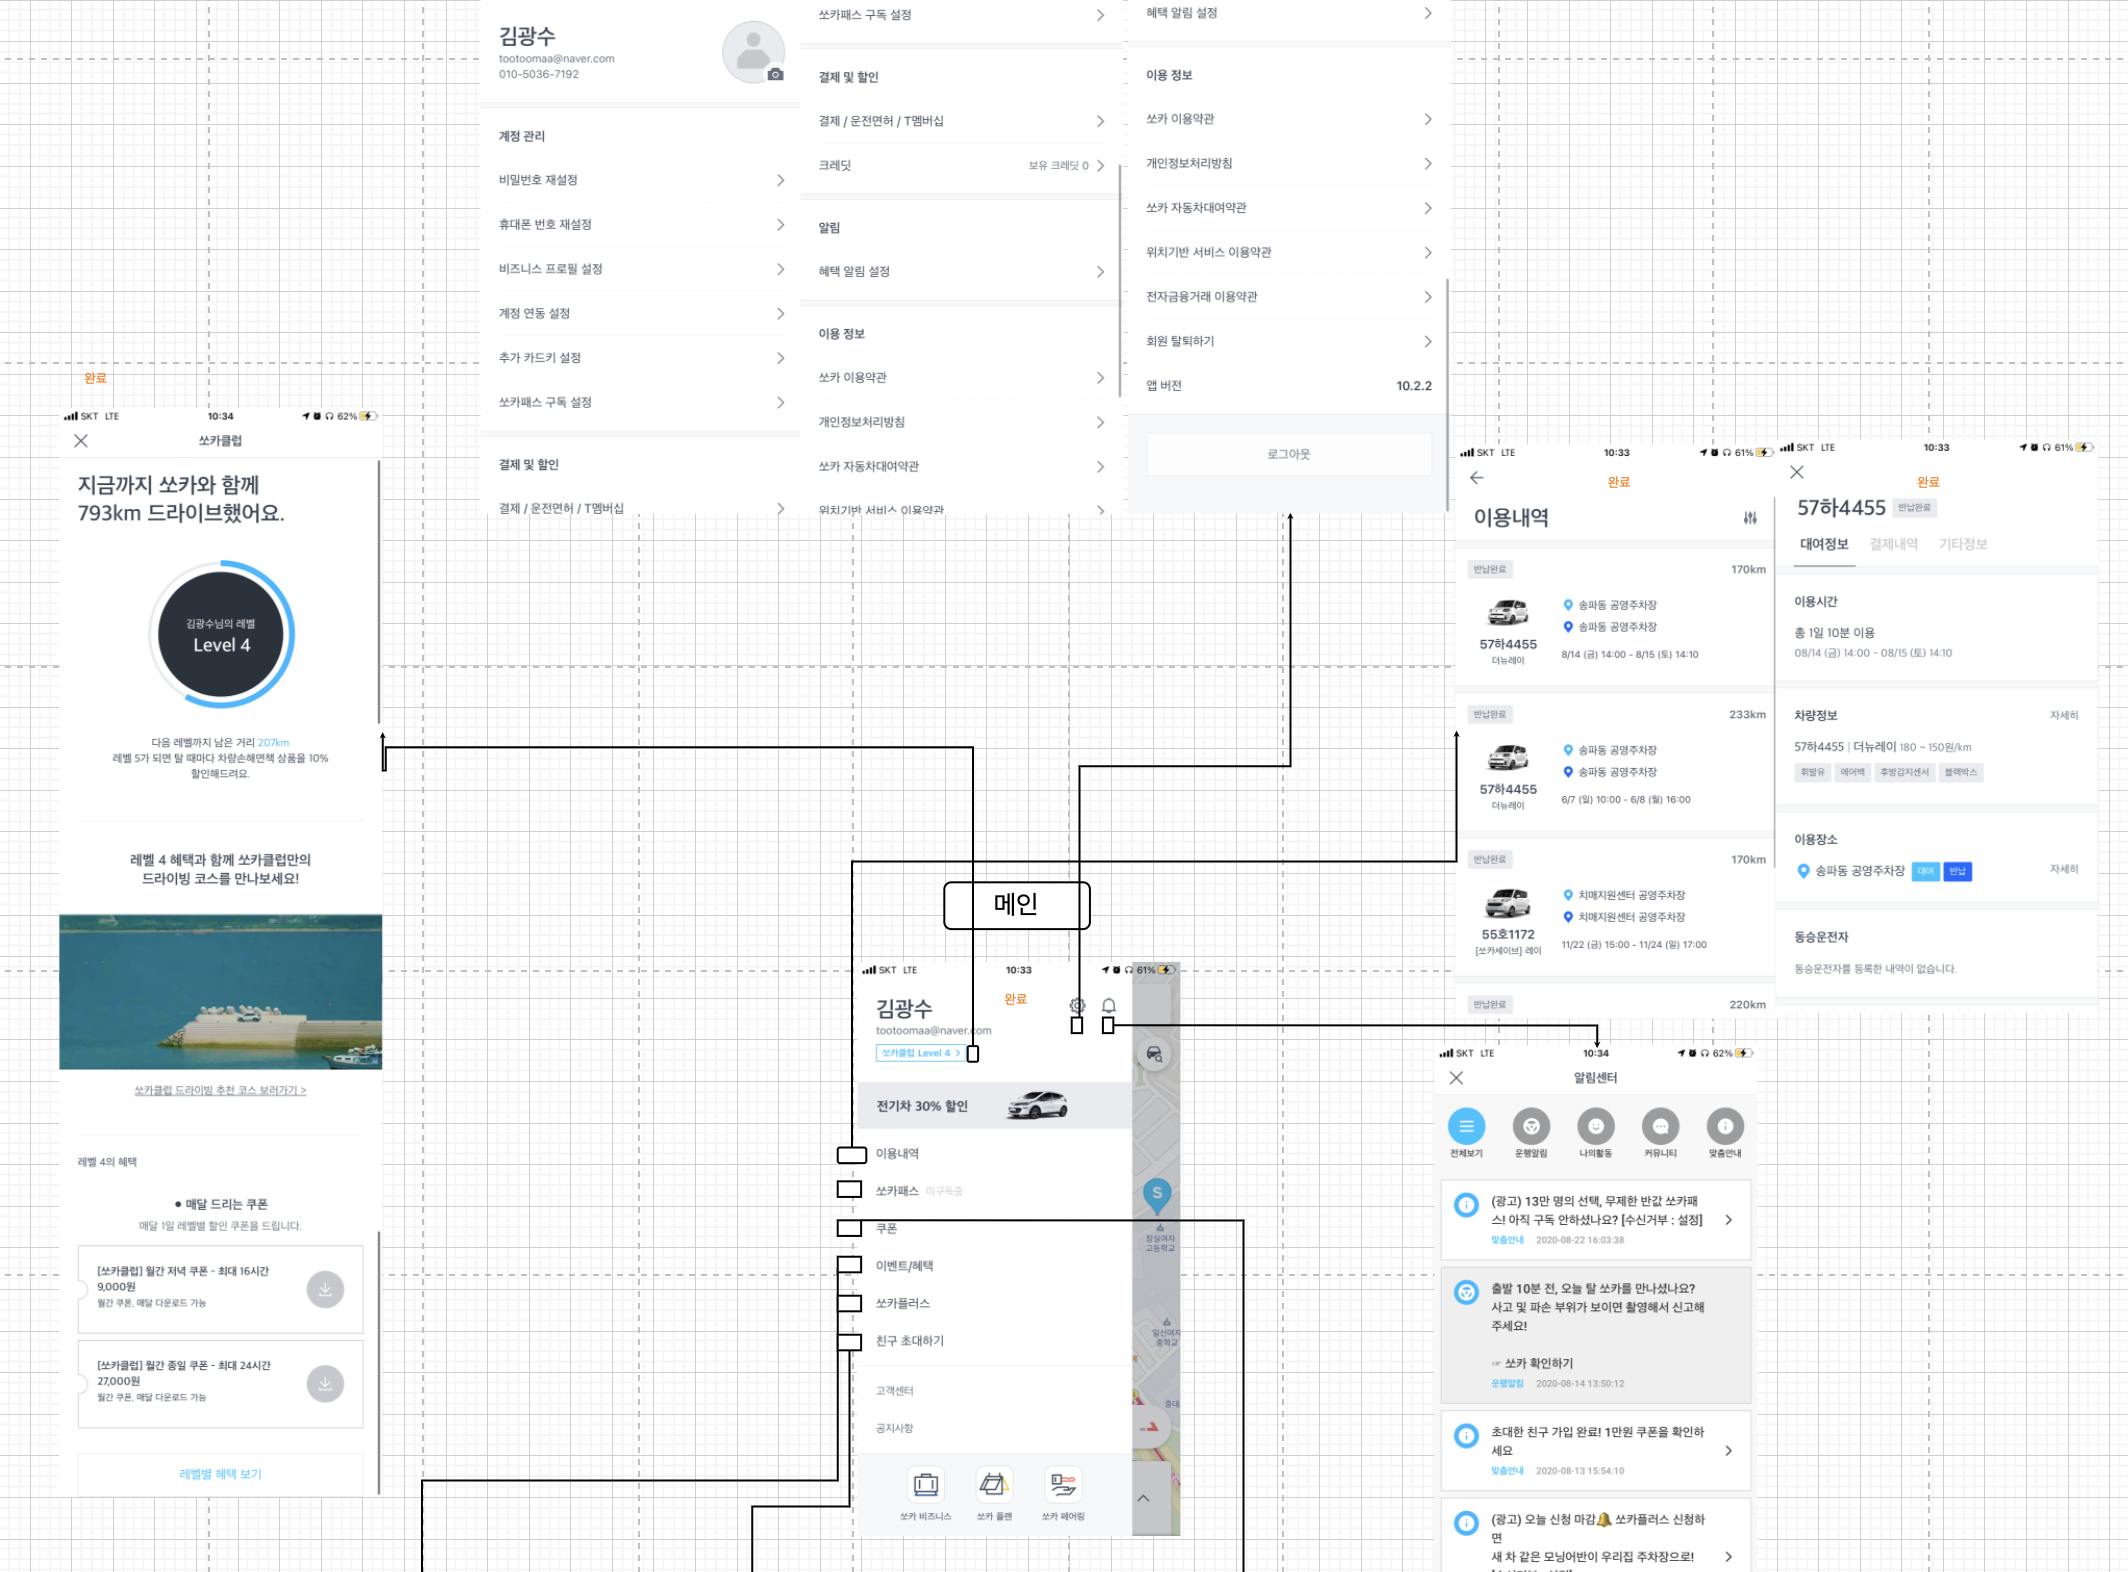 김광수
tootoomaa@naver.com
010-5036-7192
계정 관리
비밀번호 재설정
휴대폰 번호 재설정
비즈니스 프로필 설정
계정 연동 설정
추가 카드키 설정
쏘카패스 구독 설정
결제 및 할인
결제 / 운전면허 / T멤버십
쏘카패스 구독 설정
결제 및 할인
결제 / 운전면허 / T멤버십
크레딧 보유 크레딧 0
알림
혜택 알림 설정
이용 정보
쏘카 이용약관
개인정보처리방침
쏘카 자동차대여약관
위치기반 서비스 이용약관
혜택 알림 설정
이용 정보
쏘카 이용약관
개인정보처리방침
쏘카 자동차대여약관
위치기반 서비스 이용약관
전자금융거래 이용약관
회원 탈퇴하기
앱 버전 10.2.2
로그아웃
완료
SKT LTE 10:34 62%
쏘카클럽
지금까지 쏘카와 함께
793km 드라이브했어요.
김광수님의 레벨
Level 4
다음 레벨까지 남은 거리 207km
레벨 5가 되면 탈 때마다 차량손해면책 상품을 10%
할인해드려요.
레벨 4 혜택과 함께 쏘카클럽만의
드라이빙 코스를 만나보세요!
쏘카클럽 드라이빙 추천 코스 보러가기 >
레벨 4의 혜택
• 매달 드리는 쿠폰
매달 1일 레벨별 할인 쿠폰을 드립니다.
[쏘카클럽] 월간 저녁 쿠폰 - 최대 16시간
9,000원
월간 쿠폰, 매달 다운로드 가능
[쏘카클럽] 월간 종일 쿠폰 - 최대 24시간
27,000원
월간 쿠폰, 매달 다운로드 가능
레벨별 혜택 보기
메인
SKT LTE 10:33 61%
완료
김광수
tootoomaa@naver.com
쏘카클럽 Level 4 >
전기차 30% 할인
이용내역
쏘카패스 미구독중
쿠폰
이벤트/혜택
쏘카플러스
친구 초대하기
고객센터
공지사항
쏘카 비즈니스 쏘카 플랜 쏘카 페어링
S
잠실여자
고등학교
일신여자
중학교
중대
SKT LTE 10:33 61%
완료
이용내역
반납완료 170km
송파동 공영주차장
송파동 공영주차장
57하4455
더뉴레이
8/14 (금) 14:00 - 8/15 (토) 14:10
반납완료 233km
송파동 공영주차장
송파동 공영주차장
57하4455
더뉴레이
6/7 (일) 10:00 - 6/8 (월) 16:00
반납완료 170km
치매지원센터 공영주차장
치매지원센터 공영주차장
55호1172
[쏘카세이브] 레이
11/22 (금) 15:00 - 11/24 (일) 17:00
반납완료 220km
SKT LTE 10:33 61%
완료
57하4455 반납완료
대여정보 결제내역 기타정보
이용시간
총 1일 10분 이용
08/14 (금) 14:00 - 08/15 (토) 14:10
차량정보 자세히
57하4455 | 더뉴레이 180 ~ 150원/km
휘발유 에어백 후방감지센서 블랙박스
이용장소
송파동 공영주차장 대여 반납 자세히
동승운전자
동승운전자를 등록한 내역이 없습니다.
SKT LTE 10:34 62%
알림센터
전체보기 운행알림 나의활동 커뮤니티 맞춤안내
(광고) 13만 명의 선택, 무제한 반값 쏘카패
스! 아직 구독 안하셨나요? [수신거부 : 설정]
맞춤안내 2020-08-22 16:03:38
출발 10분 전, 오늘 탈 쏘카를 만나셨나요?
사고 및 파손 부위가 보이면 촬영해서 신고해
주세요!
☞ 쏘카 확인하기
운행알림 2020-08-14 13:50:12
초대한 친구 가입 완료! 1만원 쿠폰을 확인하
세요
맞춤안내 2020-08-13 15:54:10
(광고) 오늘 신청 마감🔔 쏘카플러스 신청하
면
새 차 같은 모닝어반이 우리집 주차장으로!